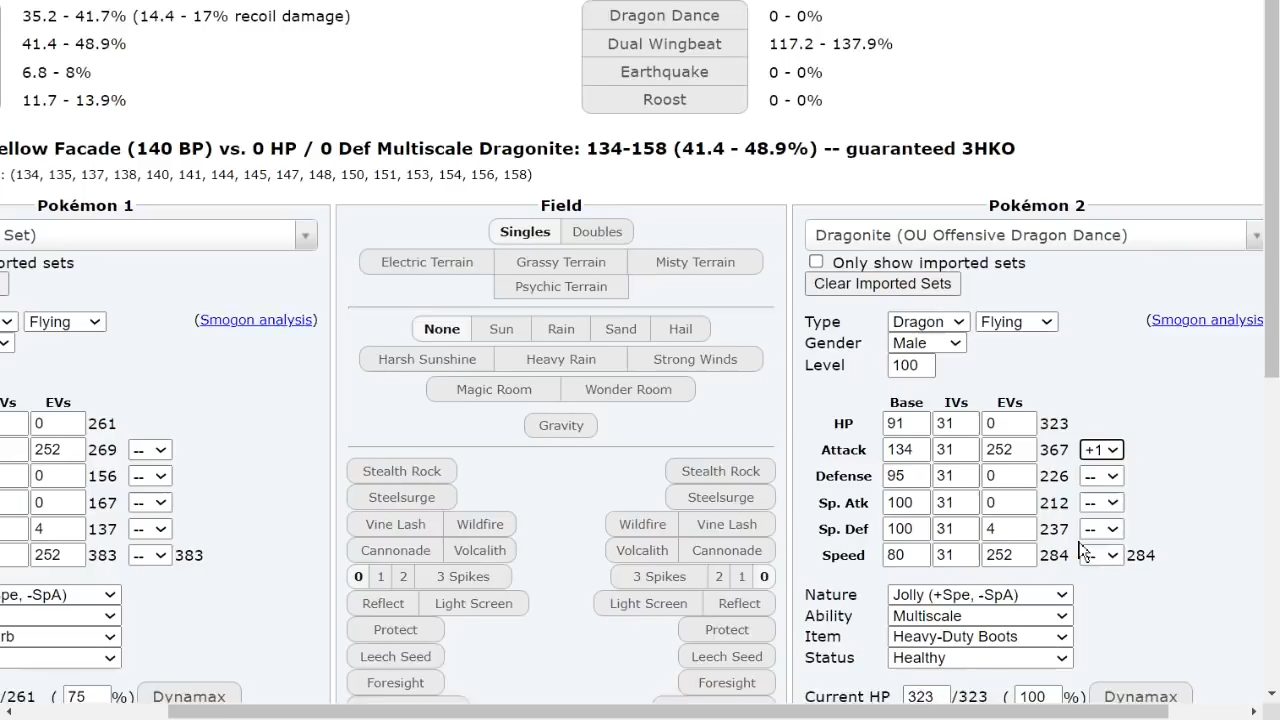 35.2 - 41.7% (14.4 - 17% recoil damage) Dragon Dance 0 - 0%
41.4 - 48.9% Dual Wingbeat 117.2 - 137.9%
6.8 - 8% Earthquake 0 - 0%
11.7 - 13.9% Roost 0 - 0%
ellow Facade (140 BP) vs. 0 HP / 0 Def Multiscale Dragonite: 134-158 (41.4 - 48.9%) -- guaranteed 3HKO
: (134, 135, 137, 138, 140, 141, 144, 145, 147, 148, 150, 151, 153, 154, 156, 158)
Pokémon 1 Field Pokémon 2
Set) Singles Doubles Dragonite (OU Offensive Dragon Dance)
orted sets Electric Terrain Grassy Terrain Misty Terrain Only show imported sets
Psychic Terrain Clear Imported Sets
Flying (Smogon analysis) None Sun Rain Sand Hail Type Dragon Flying (Smogon analysis
Gender Male
Harsh Sunshine Heavy Rain Strong Winds Level 100
Magic Room Wonder Room
Vs EVs Base IVs EVs
0 261 Gravity HP 91 31 0 323
252 269 -- Attack 134 31 252 367 +1
0 156 -- Stealth Rock Stealth Rock Defense 95 31 0 226 --
0 167 -- Steelsurge Steelsurge Sp. Atk 100 31 0 212 --
4 137 -- Vine Lash Wildfire Wildfire Vine Lash Sp. Def 100 31 4 237 --
252 383 -- 383 Cannonade Volcalith Volcalith Cannonade Speed 80 31 252 284 -- 284
0 1 2 3 Spikes 3 Spikes 2 1 0
pe, -SpA) Reflect Light Screen Light Screen Reflect Nature Jolly (+Spe, -SpA)
Protect Protect Ability Multiscale
rb Leech Seed Leech Seed Item Heavy-Duty Boots
Foresight Foresight Status Healthy
/261 ( 75 %) Dynamax Current HP 323 /323 ( 100 %) Dynamax